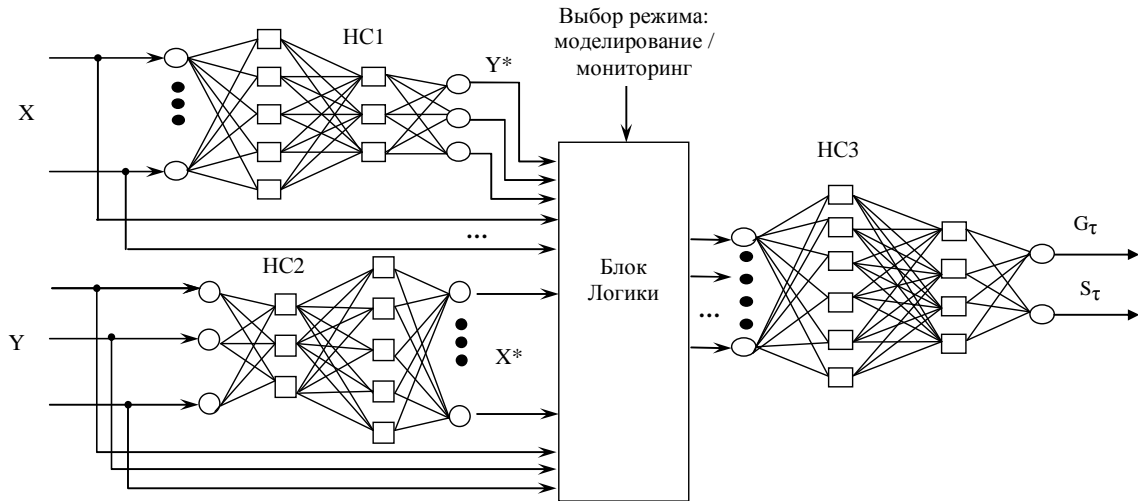 Выбор режима:
моделирование /
мониторинг
НС1
Y*
X
...
НС2
Y
X*
Блок
Логики
...
НС3
Gτ
Sτ